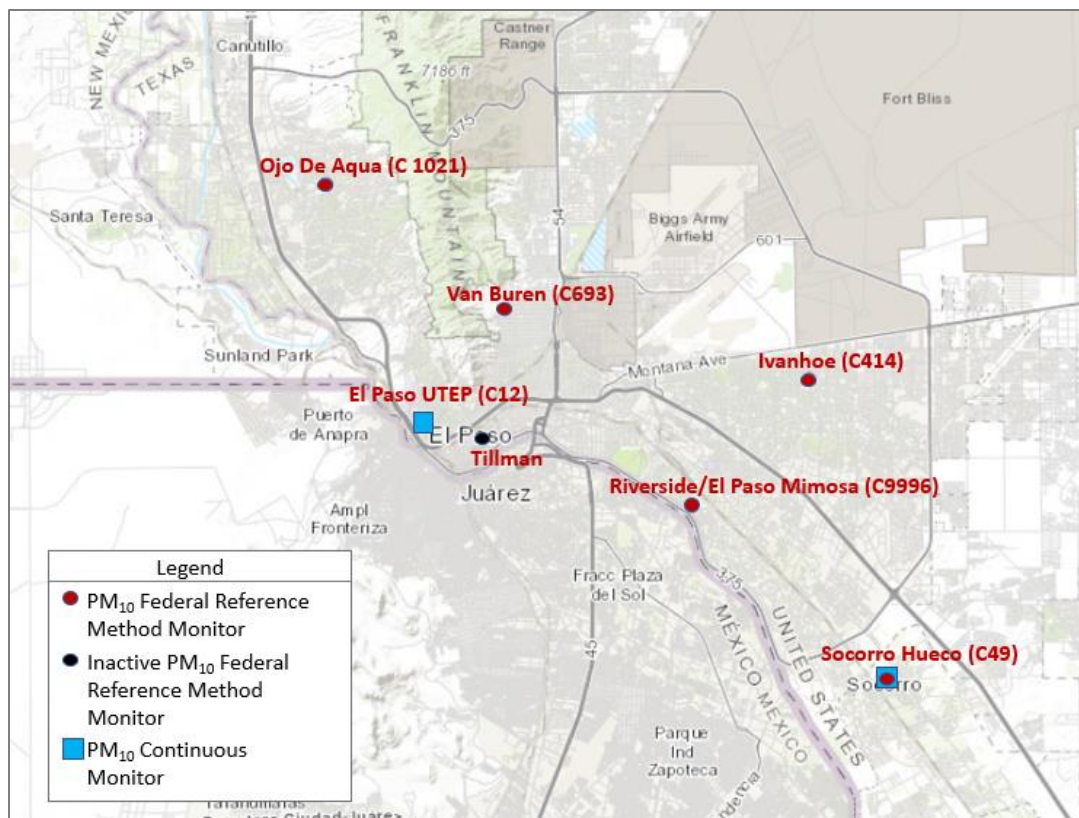 Canutillo
NEW MEXICO
TEXAS
FRANKLIN MOUNTAINS
7186 ft
375
Castner
Range
Fort Bliss
Ojo De Aqua (C 1021)
Santa Teresa
54
Biggs Army
Airfield
601
Van Buren (C693)
Sunland Park
Montana Ave
Ivanhoe (C414)
El Paso UTEP (C12)
Puerto
de Anapra
El Paso
Tillman
Juárez
Riverside/El Paso Mimosa (C9996)
Ampl
Fronteriza
Fracc Plaza
del Sol
375
45
UNITED STATES
MÉXICO
MÉXICO
Socorro Hueco (C49)
Socorro
Parque
Ind
Zapoteca
Legend
PM10 Federal Reference
Method Monitor
Inactive PM10 Federal
Reference Method
Monitor
PM10 Continuous
Monitor